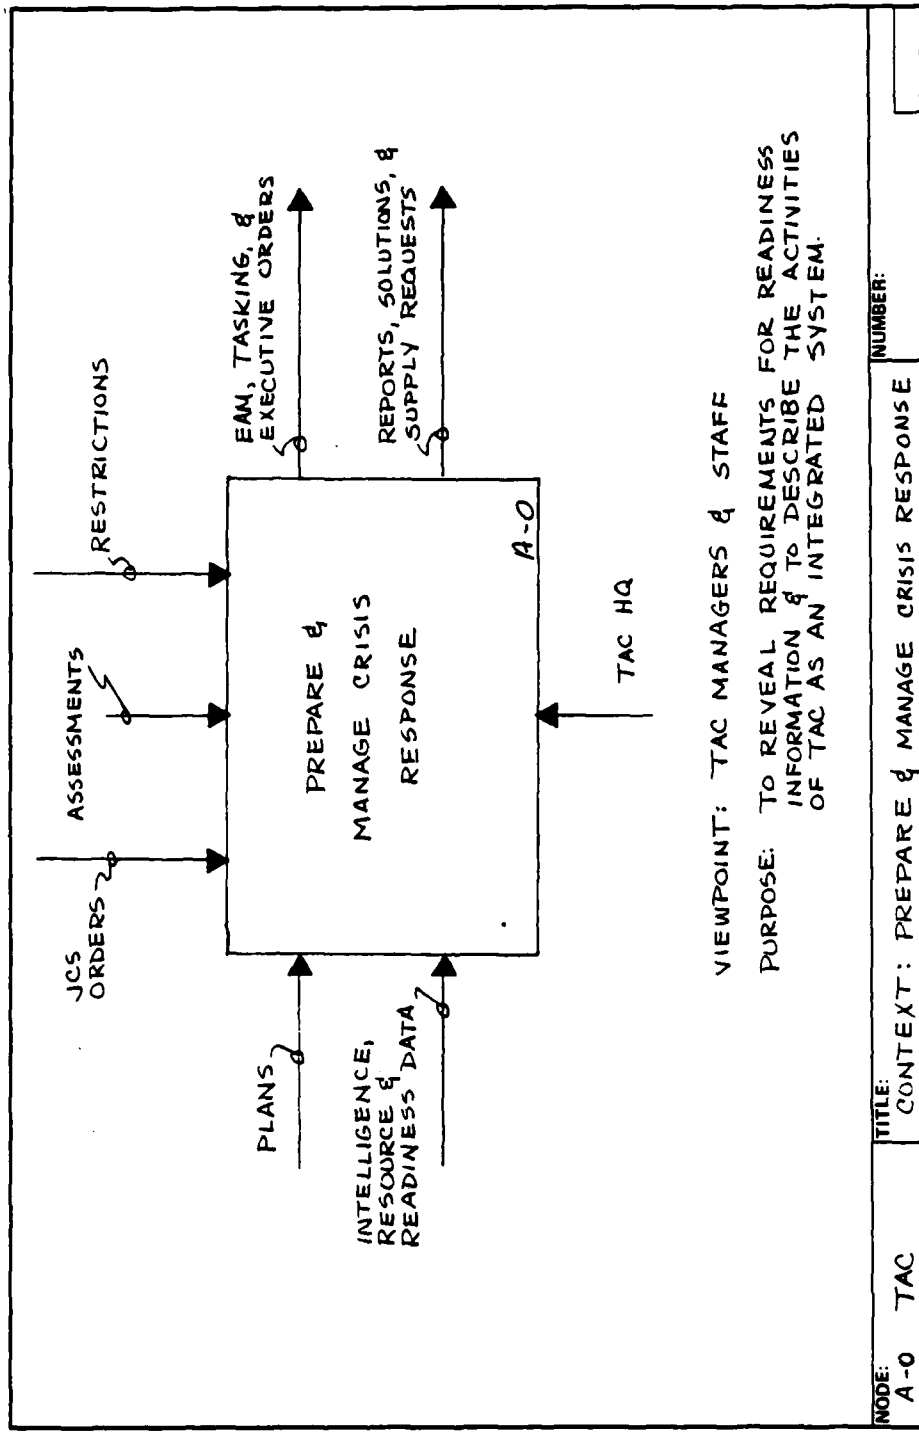 RESTRICTIONS
ASSESSMENTS
JCS
ORDERS
PLANS
INTELLIGENCE,
RESOURCE &
READINESS DATA
PREPARE &
MANAGE CRISIS
RESPONSE
A-0
EAM, TASKING, &
EXECUTIVE ORDERS
REPORTS, SOLUTIONS, &
SUPPLY REQUESTS
TAC HQ
VIEWPOINT: TAC MANAGERS & STAFF
PURPOSE: TO REVEAL REQUIREMENTS FOR READINESS
INFORMATION & TO DESCRIBE THE ACTIVITIES
OF TAC AS AN INTEGRATED SYSTEM.
NODE:
A-0 TAC
TITLE:
CONTEXT: PREPARE & MANAGE CRISIS RESPONSE
NUMBER: